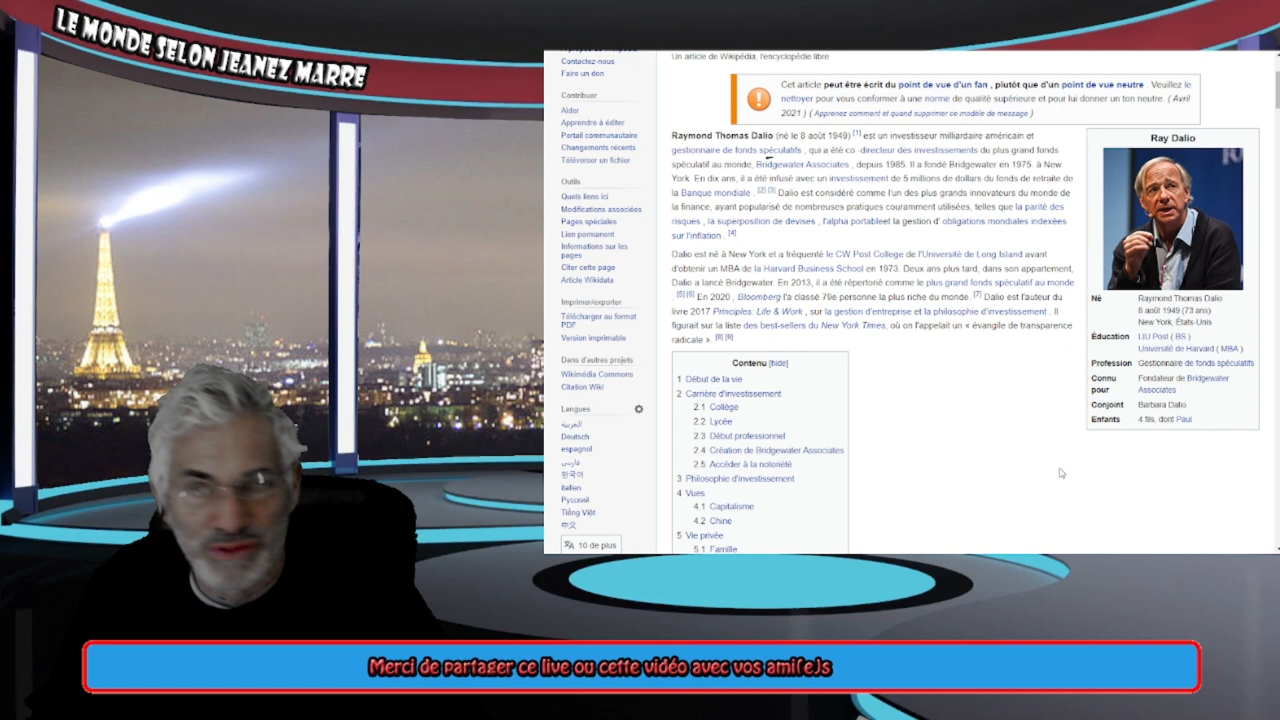 LE MONDE SELON JEANEZ MARRE
Contactez-nous
Faire un don
Contribuer
Aider
Apprendre à éditer
Portail communautaire
Changements récents
Téléverser un fichier
Outils
Quels liens ici
Modifications associées
Pages spéciales
Lien permanent
Informations sur les
pages
Citer cette page
Article Wikidata
Imprimer/exporter
Télécharger au format
PDF
Version imprimable
Dans d'autres projets
Wikimédia Commons
Citation Wiki
Langues
العربية
Deutsch
espagnol
فارسی
한국어
Italien
Русский
Tiếng Việt
中文
10 de plus
Un article de Wikipédia, l'encyclopédie libre
Cet article peut être écrit du point de vue d'un fan , plutôt que d'un point de vue neutre . Veuillez le
nettoyer pour vous conformer à une norme de qualité supérieure et pour lui donner un ton neutre. ( Avril
2021 ) ( Apprenez comment et quand supprimer ce modèle de message )
Raymond Thomas Dalio (né le 8 août 1949) [1] est un investisseur milliardaire américain et
gestionnaire de fonds spéculatifs , qui a été co -directeur des investissements du plus grand fonds
spéculatif au monde, Bridgewater Associates , depuis 1985. Il a fondé Bridgewater en 1975. à New
York. En dix ans, il a été infusé avec un investissement de 5 millions de dollars du fonds de retraite de
la Banque mondiale . [2] [3] Dalio est considéré comme l'un des plus grands innovateurs du monde de
la finance, ayant popularisé de nombreuses pratiques couramment utilisées, telles que la parité des
risques , la superposition de devises , l'alpha portableet la gestion d' obligations mondiales indexées
sur l'inflation . [4]
Dalio est né à New York et a fréquenté le CW Post College de l'Université de Long Island avant
d'obtenir un MBA de la Harvard Business School en 1973. Deux ans plus tard, dans son appartement,
Dalio a lancé Bridgewater. En 2013, il a été répertorié comme le plus grand fonds spéculatif au monde
. [5] [6] En 2020 , Bloomberg l'a classé 79e personne la plus riche du monde. [7] Dalio est l'auteur du
livre 2017 Principles: Life & Work , sur la gestion d'entreprise et la philosophie d'investissement . Il
figurait sur la liste des best-sellers du New York Times, où on l'appelait un « évangile de transparence
radicale ». [8] [9]
Contenu [hide]
1 Début de la vie
2 Carrière d'investissement
2.1 Collège
2.2 Lycée
2.3 Début professionnel
2.4 Création de Bridgewater Associates
2.5 Accéder à la notoriété
3 Philosophie d'investissement
4 Vues
4.1 Capitalisme
4.2 Chine
5 Vie privée
5.1 Famille
Ray Dalio
Né Raymond Thomas Dalio
8 août 1949 (73 ans)
New York, États-Unis
Éducation LIU Post ( BS )
Université de Harvard ( MBA )
Profession Gestionnaire de fonds spéculatifs
Connu Fondateur de Bridgewater
pour Associates
Conjoint Barbara Dalio
Enfants 4 fils, dont Paul
Merci de partager ce live ou cette vidéo avec vos ami(e)s